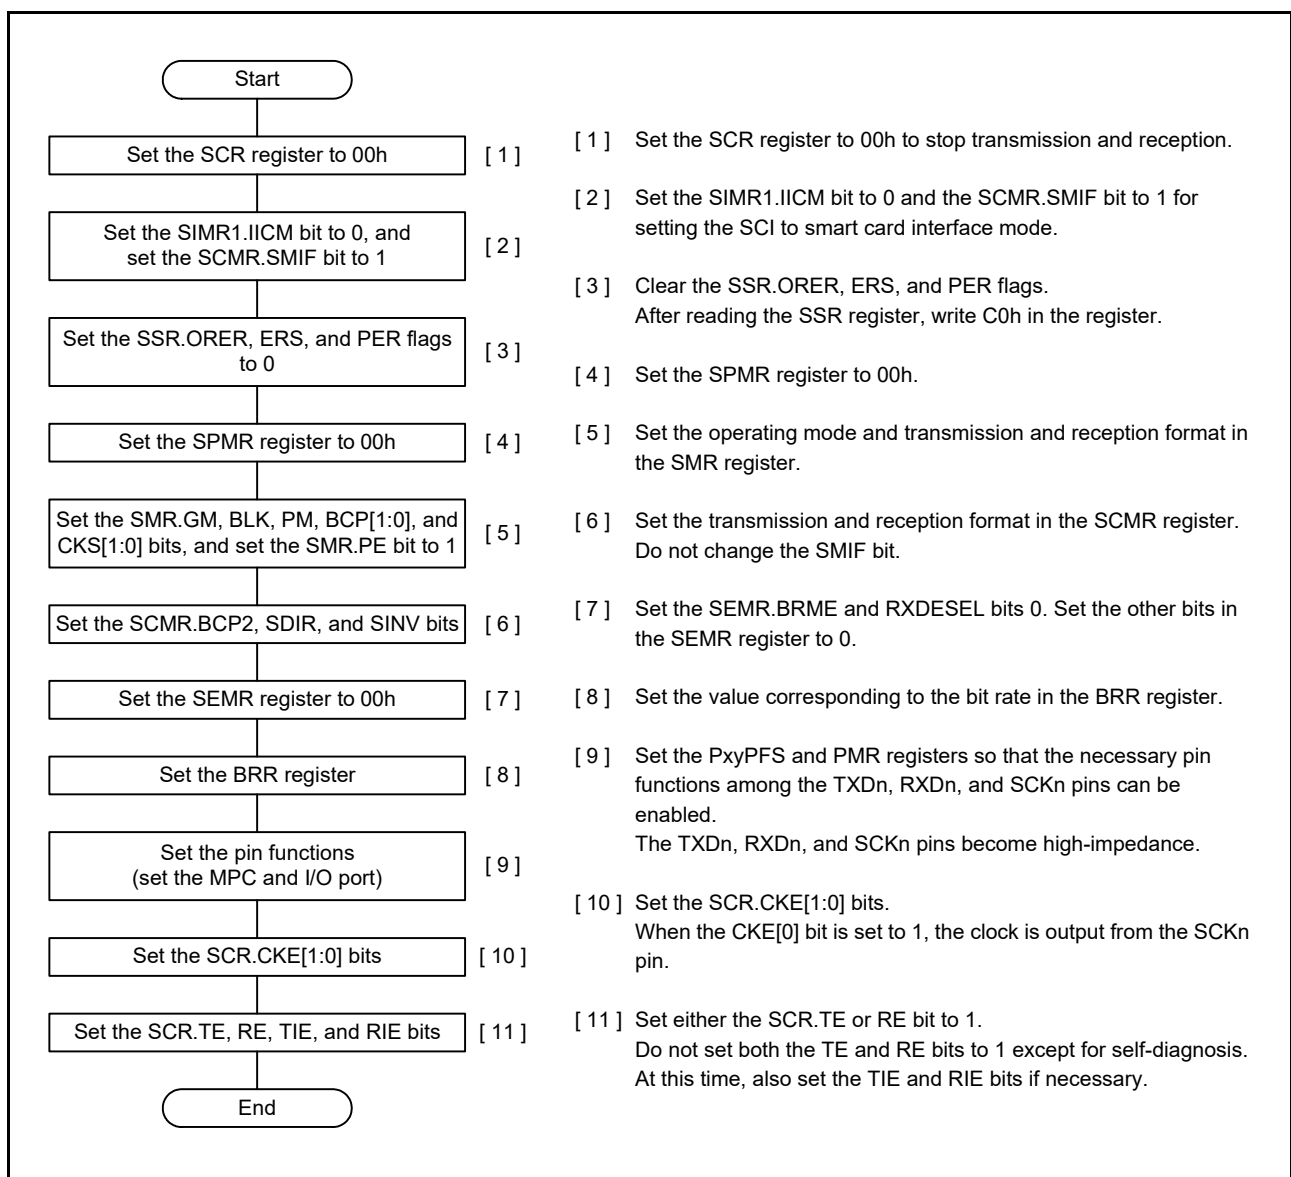 Start
Set the SCR register to 00h
[ 1 ]
Set the SIMR1.IICM bit to 0, and
set the SCMR.SMIF bit to 1
[ 2 ]
Set the SSR.ORER, ERS, and PER flags
to 0
[ 3 ]
Set the SPMR register to 00h
[ 4 ]
Set the SMR.GM, BLK, PM, BCP[1:0], and
CKS[1:0] bits, and set the SMR.PE bit to 1
[ 5 ]
Set the SCMR.BCP2, SDIR, and SINV bits
[ 6 ]
Set the SEMR register to 00h
[ 7 ]
Set the BRR register
[ 8 ]
Set the pin functions
(set the MPC and I/O port)
[ 9 ]
Set the SCR.CKE[1:0] bits
[ 10 ]
Set the SCR.TE, RE, TIE, and RIE bits
[ 11 ]
End
[ 1 ] Set the SCR register to 00h to stop transmission and reception.
[ 2 ] Set the SIMR1.IICM bit to 0 and the SCMR.SMIF bit to 1 for
setting the SCI to smart card interface mode.
[ 3 ] Clear the SSR.ORER, ERS, and PER flags.
After reading the SSR register, write C0h in the register.
[ 4 ] Set the SPMR register to 00h.
[ 5 ] Set the operating mode and transmission and reception format in
the SMR register.
[ 6 ] Set the transmission and reception format in the SCMR register.
Do not change the SMIF bit.
[ 7 ] Set the SEMR.BRME and RXDESEL bits 0. Set the other bits in
the SEMR register to 0.
[ 8 ] Set the value corresponding to the bit rate in the BRR register.
[ 9 ] Set the PxyPFS and PMR registers so that the necessary pin
functions among the TXDn, RXDn, and SCKn pins can be
enabled.
The TXDn, RXDn, and SCKn pins become high-impedance.
[ 10 ] Set the SCR.CKE[1:0] bits.
When the CKE[0] bit is set to 1, the clock is output from the SCKn
pin.
[ 11 ] Set either the SCR.TE or RE bit to 1.
Do not set both the TE and RE bits to 1 except for self-diagnosis.
At this time, also set the TIE and RIE bits if necessary.